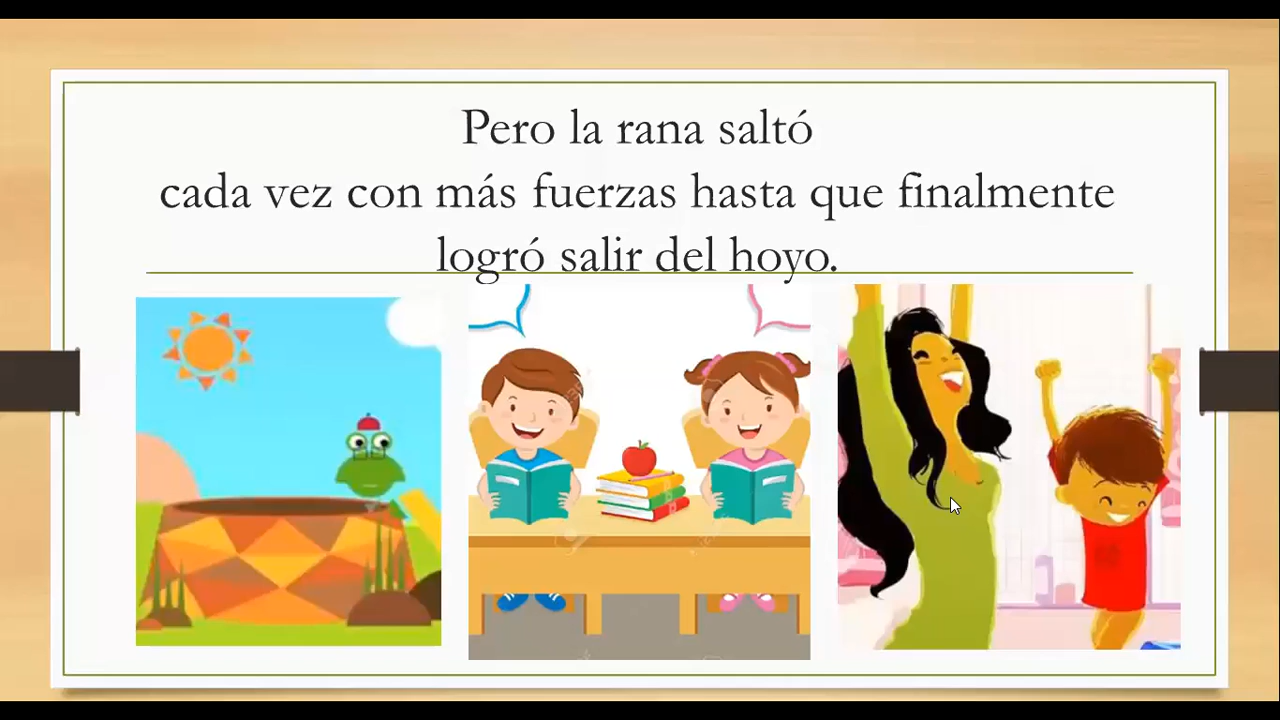 Pero la rana saltó
cada vez con más fuerzas hasta que finalmente
logró salir del hoyo.